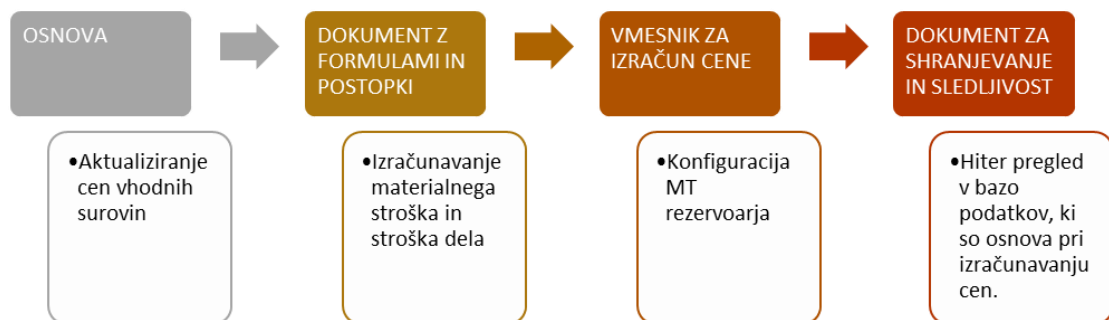 OSNOVA
•Aktualiziranje
cen vhodnih
surovin
DOKUMENT Z
FORMULAMI IN
POSTOPKI
•Izračunavanje
materialnega
stroška in
stroška dela
VMESNIK ZA
IZRAČUN CENE
•Konfiguracija
MT
rezervoarja
DOKUMENT ZA
SHRANJEVANJE
IN SLEDLJIVOST
•Hiter pregled
v bazo
podatkov, ki
so osnova pri
izračunavanju
cen.